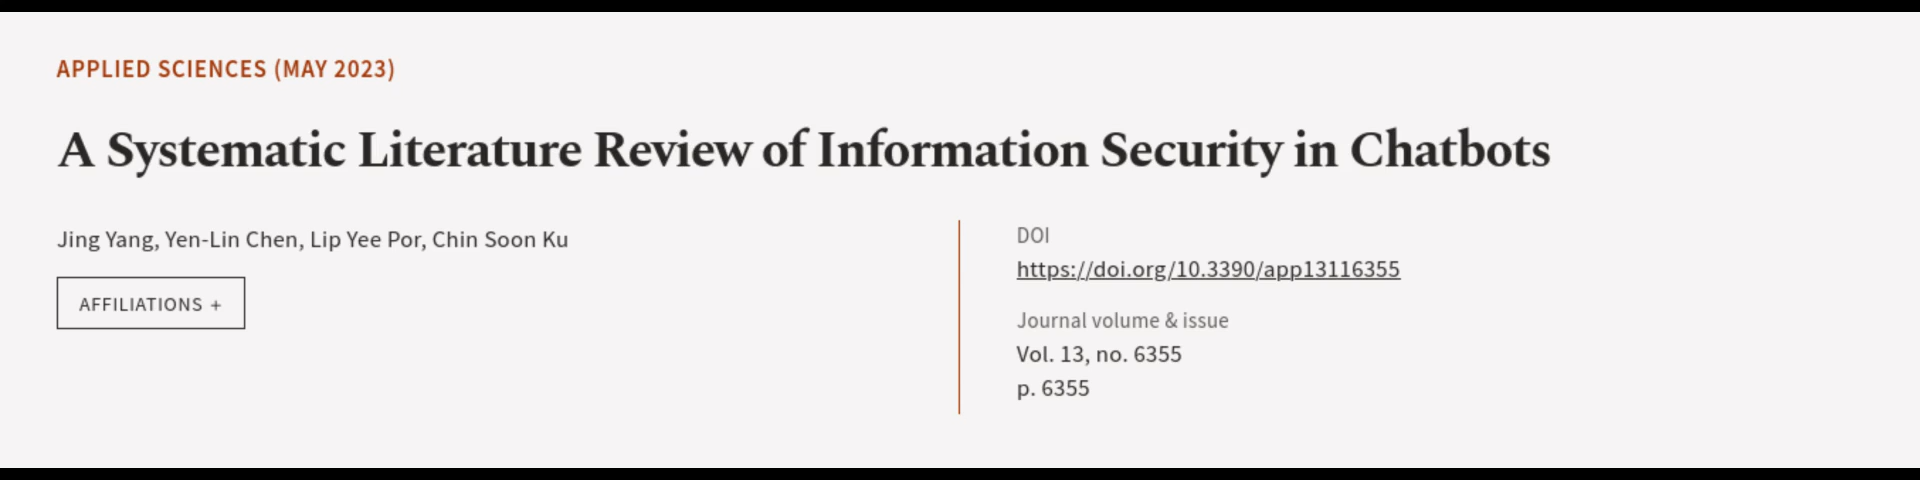 APPLIED SCIENCES (MAY 2023)
A Systematic Literature Review of Information Security in Chatbots
Jing Yang, Yen-Lin Chen, Lip Yee Por, Chin Soon Ku
AFFILIATIONS +
DOI
https://doi.org/10.3390/app13116355
Journal volume & issue
Vol. 13, no. 6355
p. 6355